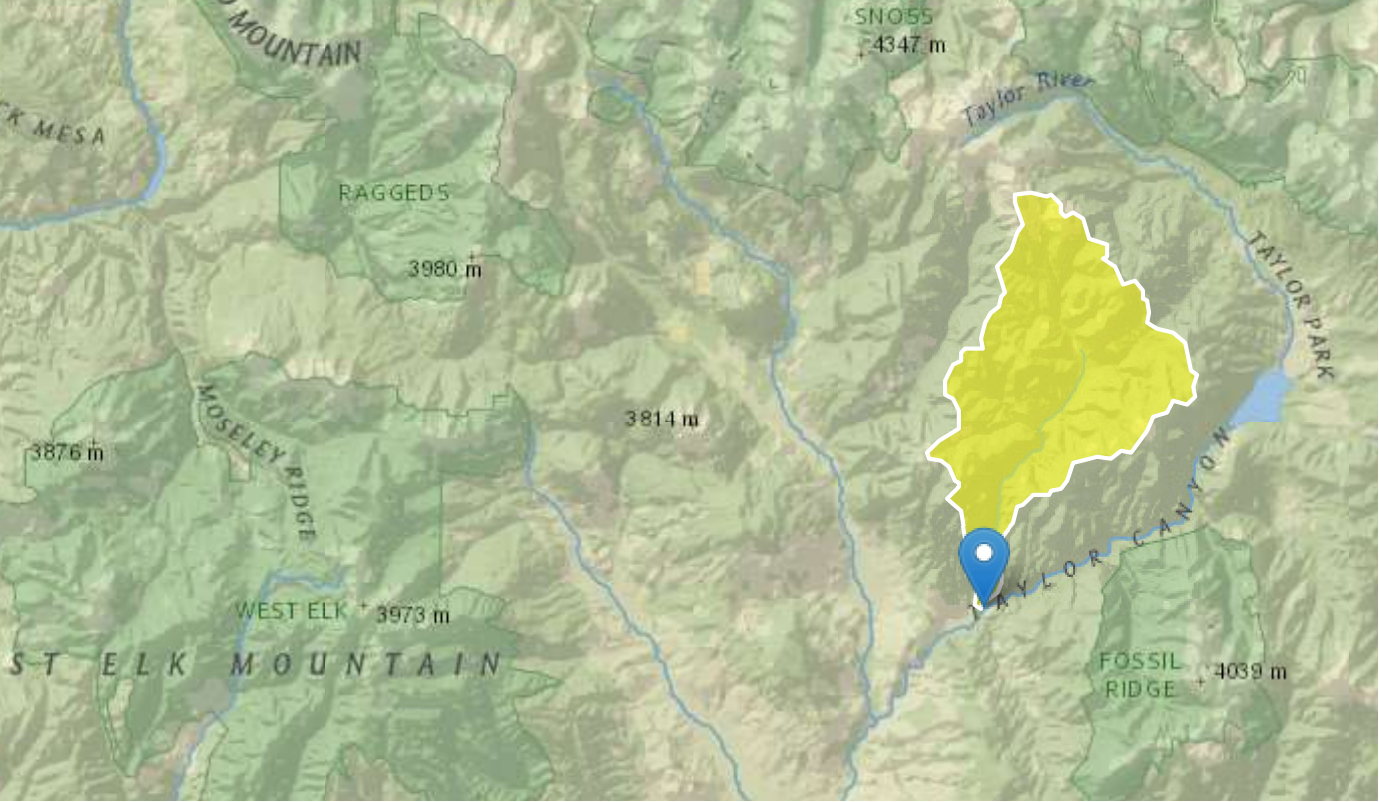 SNOSS
4347 m
O MOUNTAIN
Taylor River
CK MESA
RAGGEDS
3980 m
TAYLOR PARK
3814 m
MOSELEY RIDGE
3876 m
TAYLOR CANYON
WEST ELK
3973 m
ST ELK MOUNTAIN
FOSSIL
RIDGE
4039 m